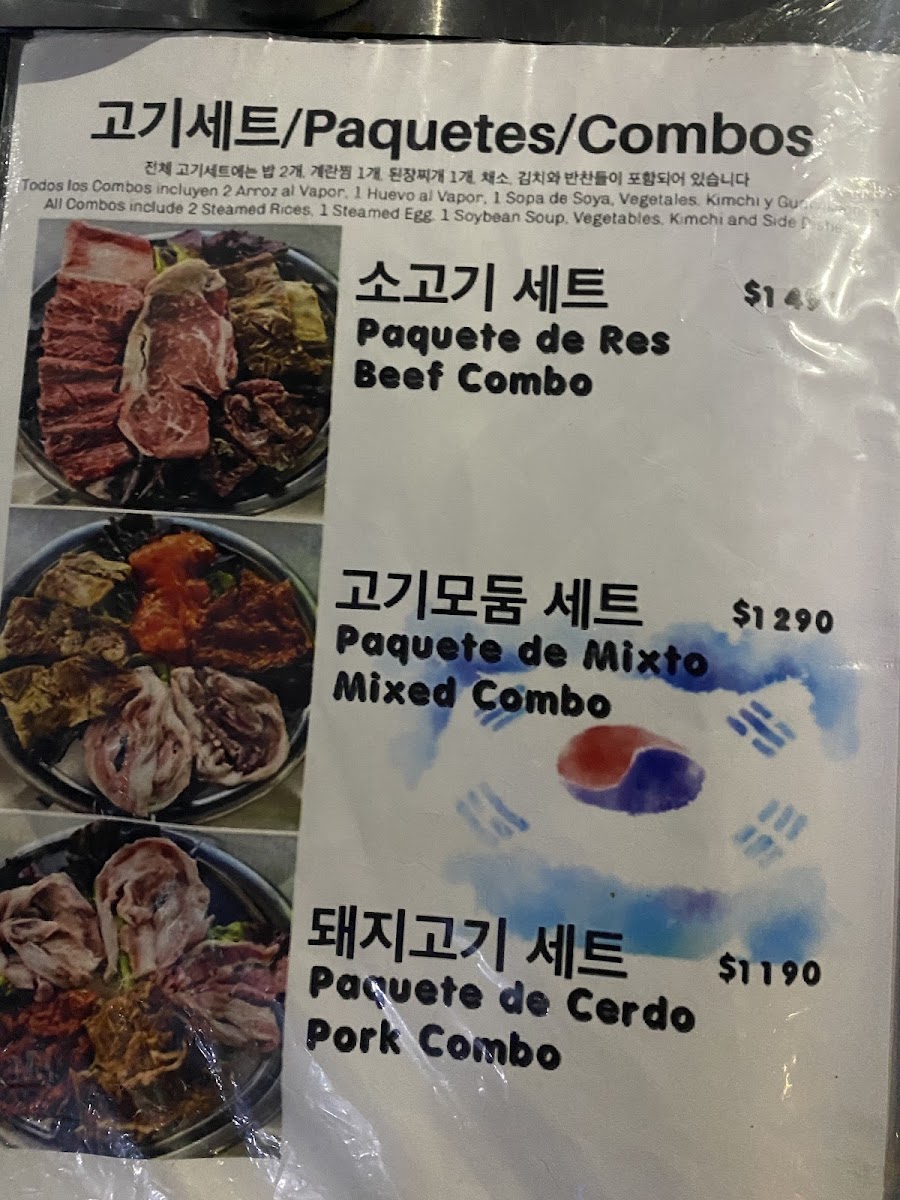 고기세트/Paquetes/Combos
전체 고기세트에는 밥 2개, 계란찜 1개, 된장찌개 1개, 채소, 김치와 반찬들이 포함되어 있습니다
Todos los Combos incluyen 2 Arroz al Vapor, 1 Huevo al Vapor, 1 Sopa de Soya, Vegetales, Kimchi y
All Combos include 2 Steamed Rices, 1 Steamed Egg, 1 Soybean Soup, Vegetables, Kimchi and Side
소고기 세트
Paquete de Res
Beef Combo
고기모둠 세트 $1290
Paquete de Mixto
Mixed Combo
돼지고기 세트 $1190
Paquete de Cerdo
Pork Combo